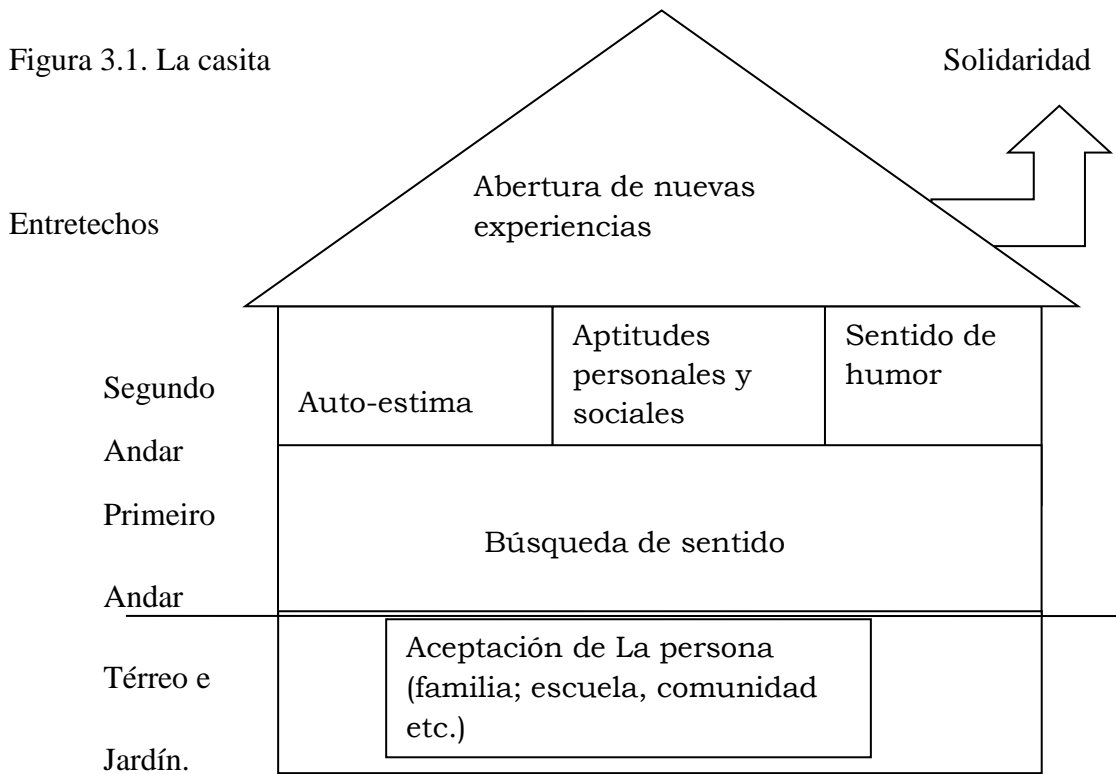 Figura 3.1. La casita
Solidaridad
Abertura de nuevas
experiencias
Entretechos
Aptitudes
personales y
sociales
Sentido de
humor
Segundo
Auto-estima
Andar
Primeiro
Búsqueda de sentido
Andar
Aceptación de La persona
(familia; escuela, comunidad
etc.)
Térreo e
Jardín.